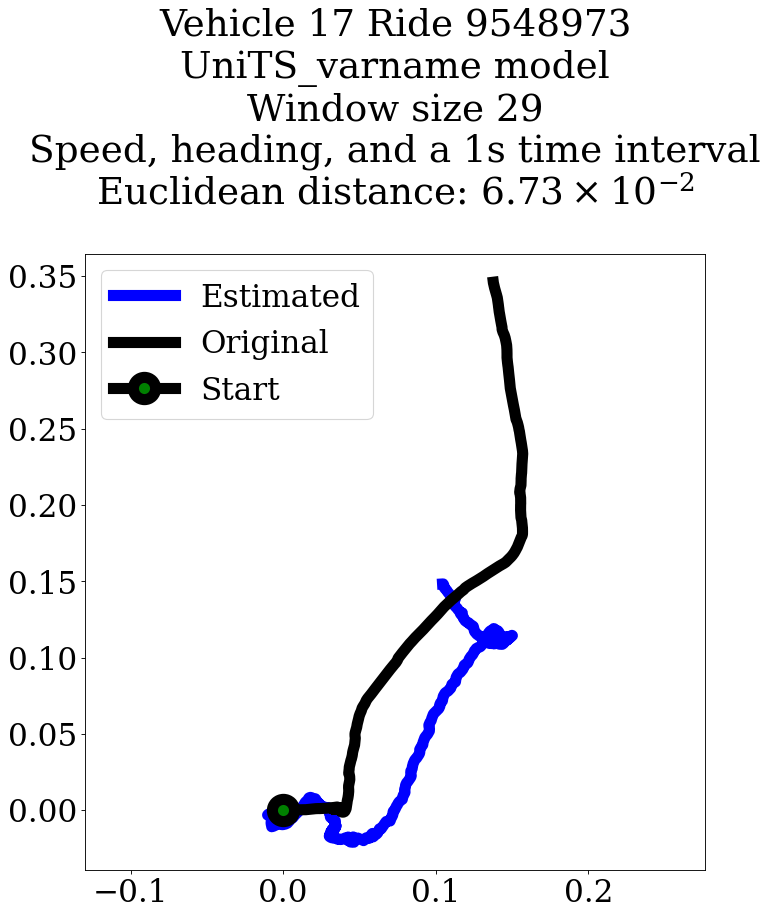 Vehicle 17 Ride 9548973
UniTS_varname model
Window size 29
Speed, heading, and a 1s time interval
Euclidean distance: 6.73 × 10⁻²
Estimated
Original
Start
0.35
0.30
0.25
0.20
0.15
0.10
0.05
0.00
−0.1
0.0
0.1
0.2